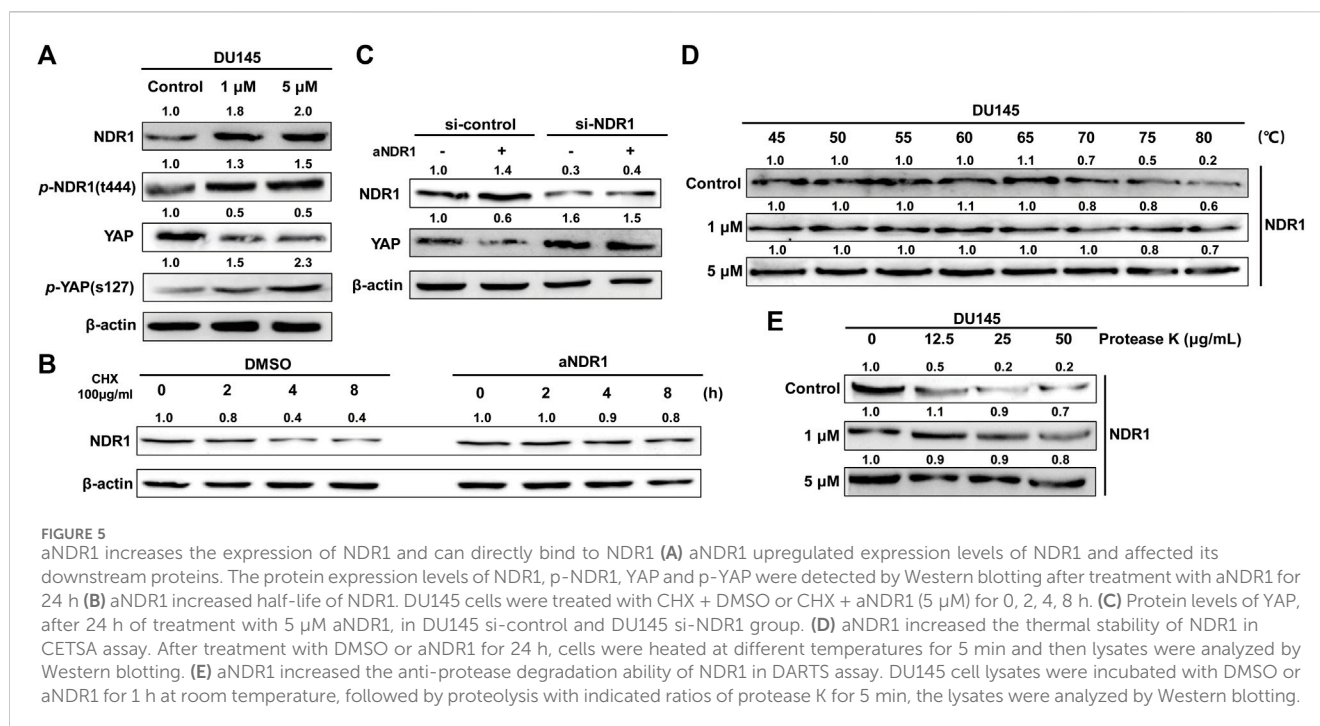 A
DU145
Control 1 µM 5 µM
1.0 1.8 2.0
NDR1
1.0 1.3 1.5
p-NDR1(t444)
1.0 0.5 0.5
YAP
1.0 1.5 2.3
p-YAP(s127)
β-actin
B
CHX
100µg/ml
DMSO aNDR1
0 2 4 8 0 2 4 8 (h)
1.0 0.8 0.4 0.4 1.0 1.0 0.9 0.8
NDR1
β-actin
C
si-control si-NDR1
aNDR1 - + - +
1.0 1.4 0.3 0.4
NDR1
1.0 0.6 1.6 1.5
YAP
β-actin
D
DU145
45 50 55 60 65 70 75 80 (℃)
1.0 1.0 1.0 1.0 1.1 0.7 0.5 0.2
Control
1.0 1.0 1.0 1.1 1.0 0.8 0.8 0.6
1 µM
1.0 1.0 1.0 1.0 1.0 1.0 0.8 0.7
5 µM
NDR1
E
DU145
0 12.5 25 50 Protease K (µg/mL)
1.0 0.5 0.2 0.2
Control
1.0 1.1 0.9 0.7
1 µM
1.0 0.9 0.9 0.8
5 µM
NDR1
FIGURE 5
aNDR1 increases the expression of NDR1 and can directly bind to NDR1 (A) aNDR1 upregulated expression levels of NDR1 and affected its
downstream proteins. The protein expression levels of NDR1, p-NDR1, YAP and p-YAP were detected by Western blotting after treatment with aNDR1 for
24 h (B) aNDR1 increased half-life of NDR1. DU145 cells were treated with CHX + DMSO or CHX + aNDR1 (5 µM) for 0, 2, 4, 8 h. (C) Protein levels of YAP,
after 24 h of treatment with 5 µM aNDR1, in DU145 si-control and DU145 si-NDR1 group. (D) aNDR1 increased the thermal stability of NDR1 in
CETSA assay. After treatment with DMSO or aNDR1 for 24 h, cells were heated at different temperatures for 5 min and then lysates were analyzed by
Western blotting. (E) aNDR1 increased the anti-protease degradation ability of NDR1 in DARTS assay. DU145 cell lysates were incubated with DMSO or
aNDR1 for 1 h at room temperature, followed by proteolysis with indicated ratios of protease K for 5 min, the lysates were analyzed by Western blotting.